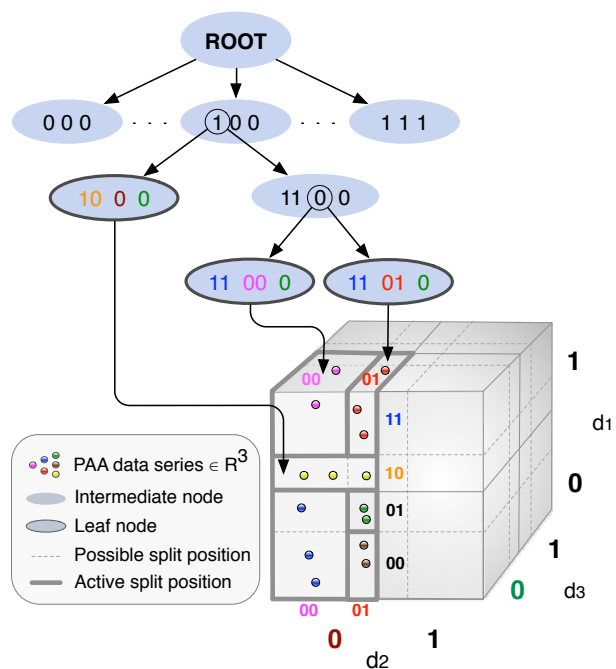 ROOT
0 0 0 . . . 1 0 0 . . . 1 1 1
10 0 0
11 0 0
11 00 0
11 01 0
00
01
1
11
d1
PAA data series ∈ R³
10
0
Intermediate node
01
Leaf node
Possible split position
00
1
Active split position
0
d3
00
01
0
1
d2